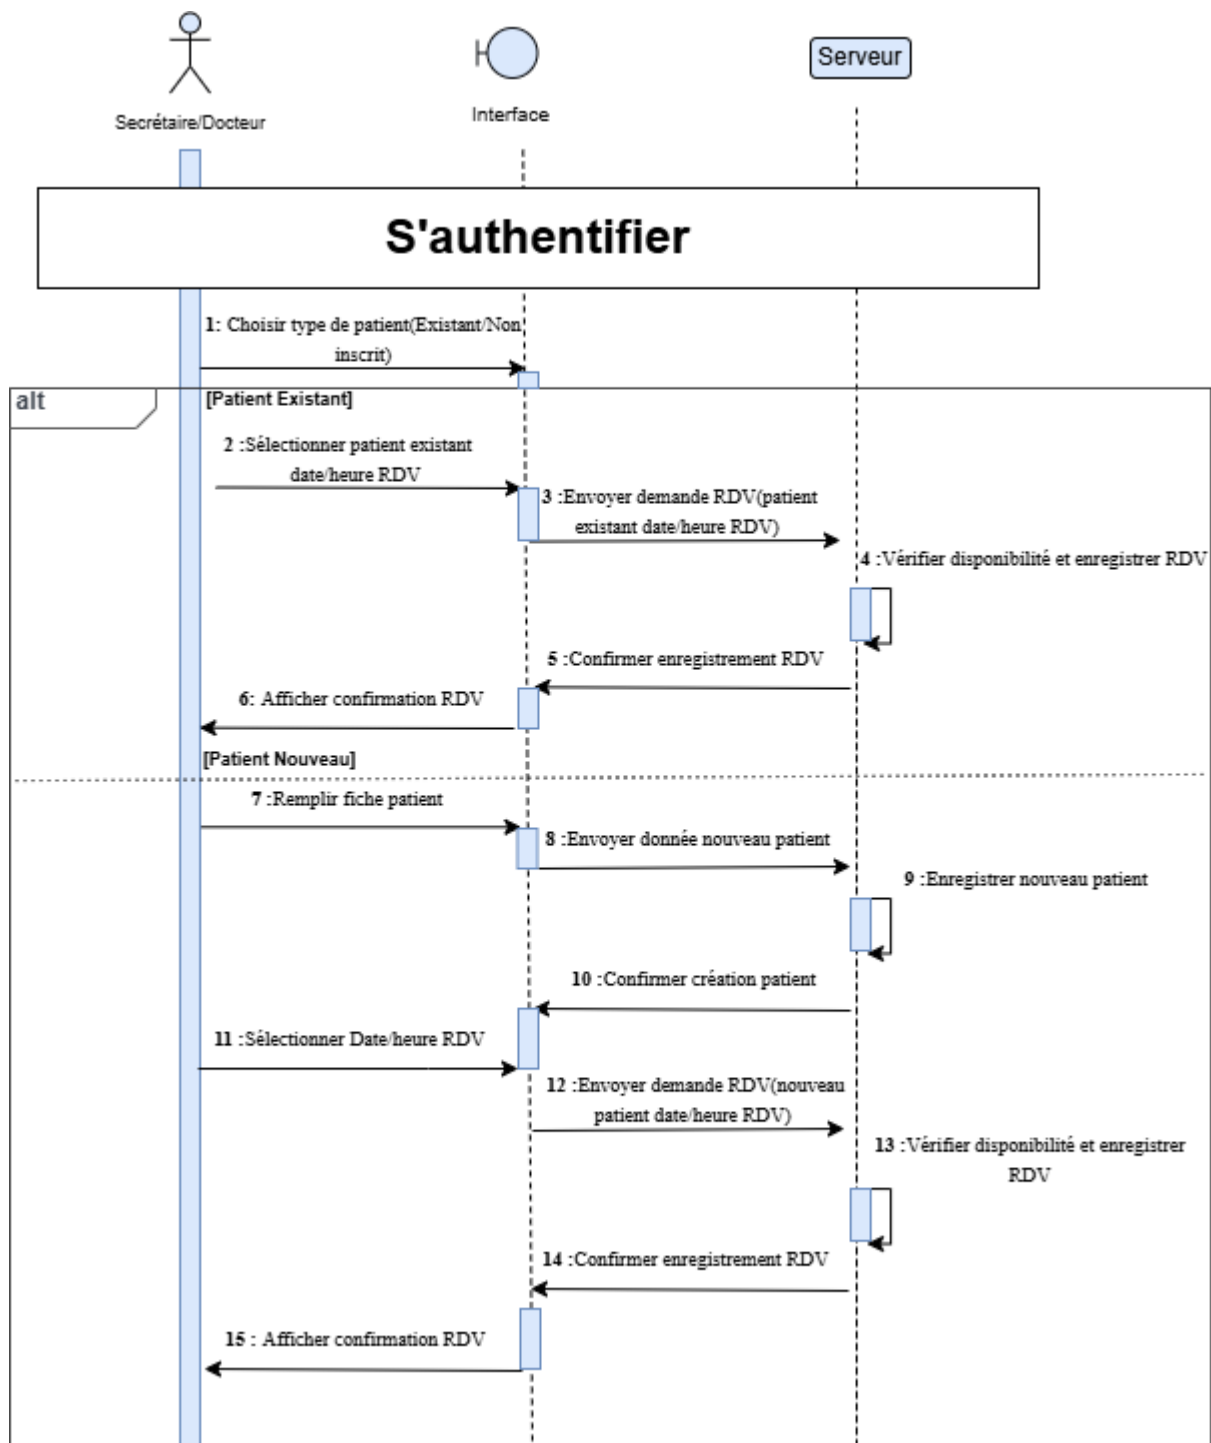 Secrétaire/Docteur
Interface
Serveur
S'authentifier
1: Choisir type de patient(Existant/Non
inscrit)
alt
[Patient Existant]
2 :Sélectionner patient existant
date/heure RDV
3 :Envoyer demande RDV(patient
existant date/heure RDV)
4 :Vérifier disponibilité et enregistrer RDV
5 :Confirmer enregistrement RDV
6: Afficher confirmation RDV
[Patient Nouveau]
7 :Remplir fiche patient
8 :Envoyer donnée nouveau patient
9 :Enregistrer nouveau patient
10 :Confirmer création patient
11 :Sélectionner Date/heure RDV
12 :Envoyer demande RDV(nouveau
patient date/heure RDV)
13 :Vérifier disponibilité et enregistrer
RDV
14 :Confirmer enregistrement RDV
15 : Afficher confirmation RDV